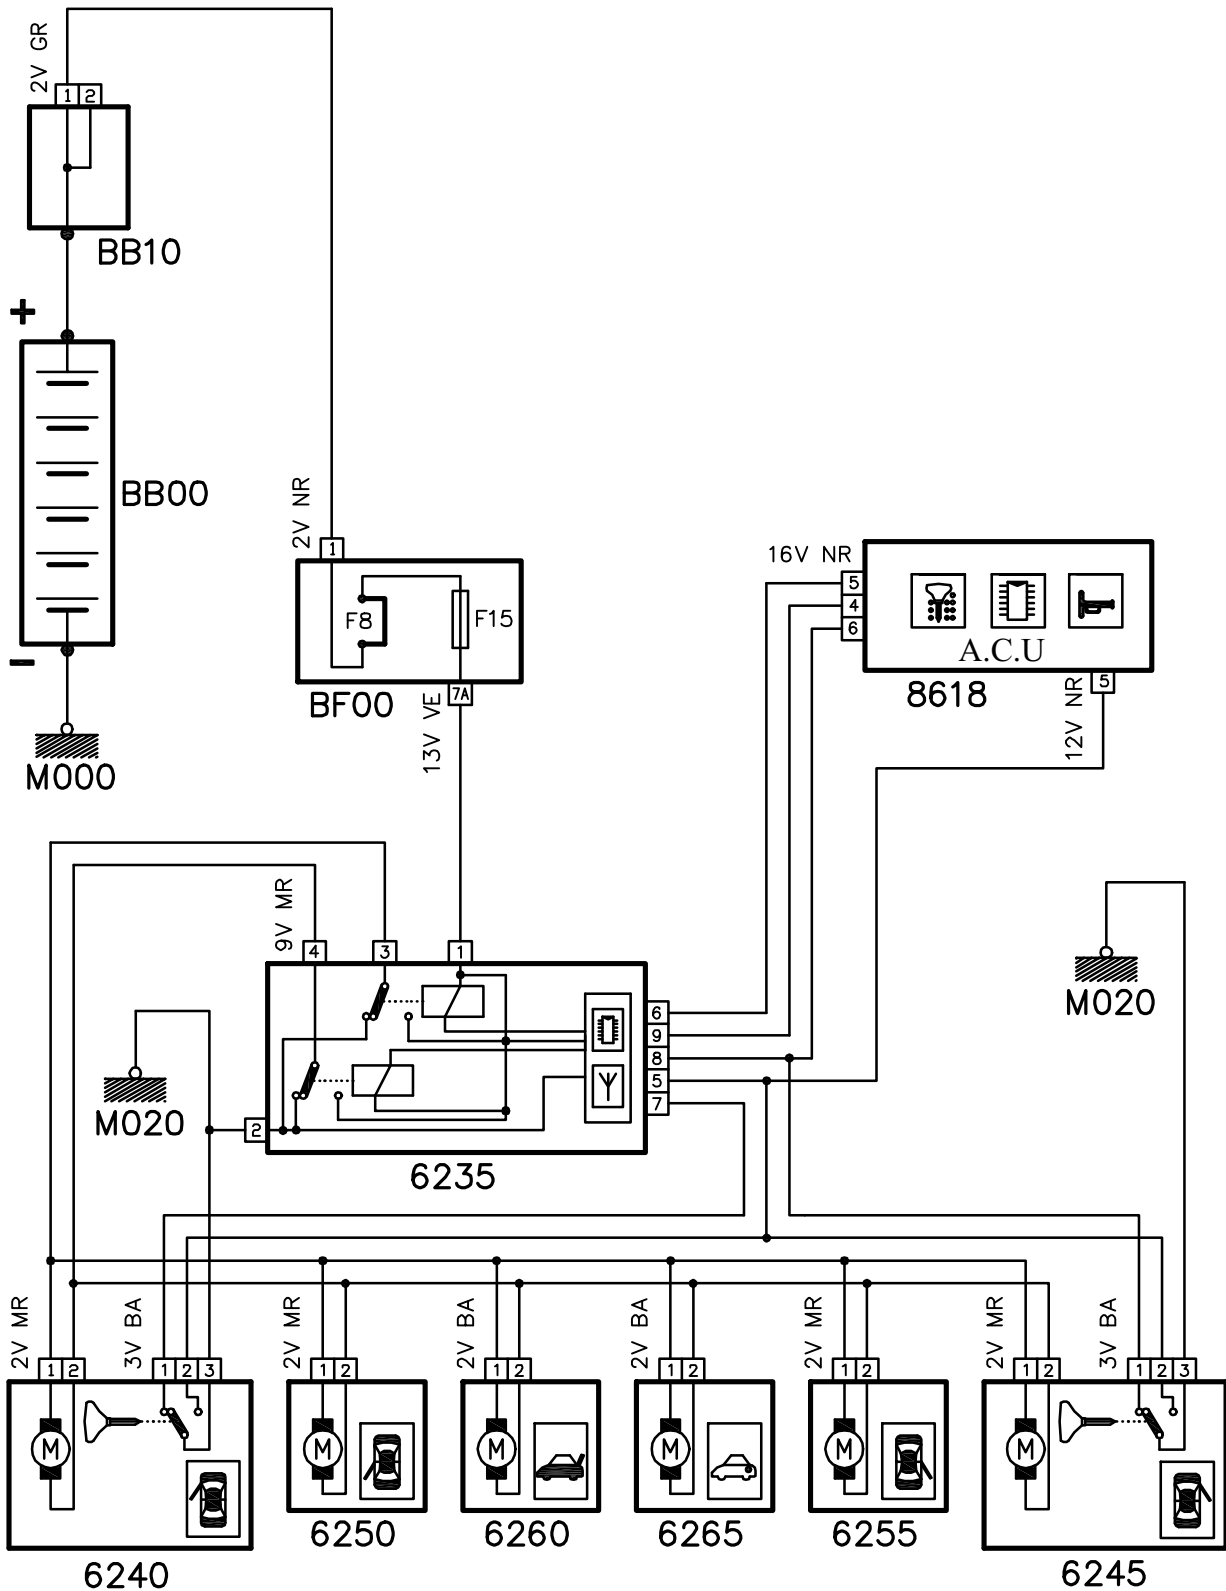 2V GR
1 2
BB10
+
BB00
-
M000
2V NR
1
F8
F15
BF00
7A
13V VE
16V NR
5
4
6
A.C.U
8618
5
12V NR
9V MR
4
3
1
M020
M020
6
9
8
5
7
2
6235
2V MR
1 2
3V BA
1 2 3
M
6240
2V MR
1 2
M
6250
2V BA
1 2
M
6260
2V BA
1 2
M
6265
2V MR
1 2
M
6255
2V MR
1 2
3V BA
1 2 3
M
6245